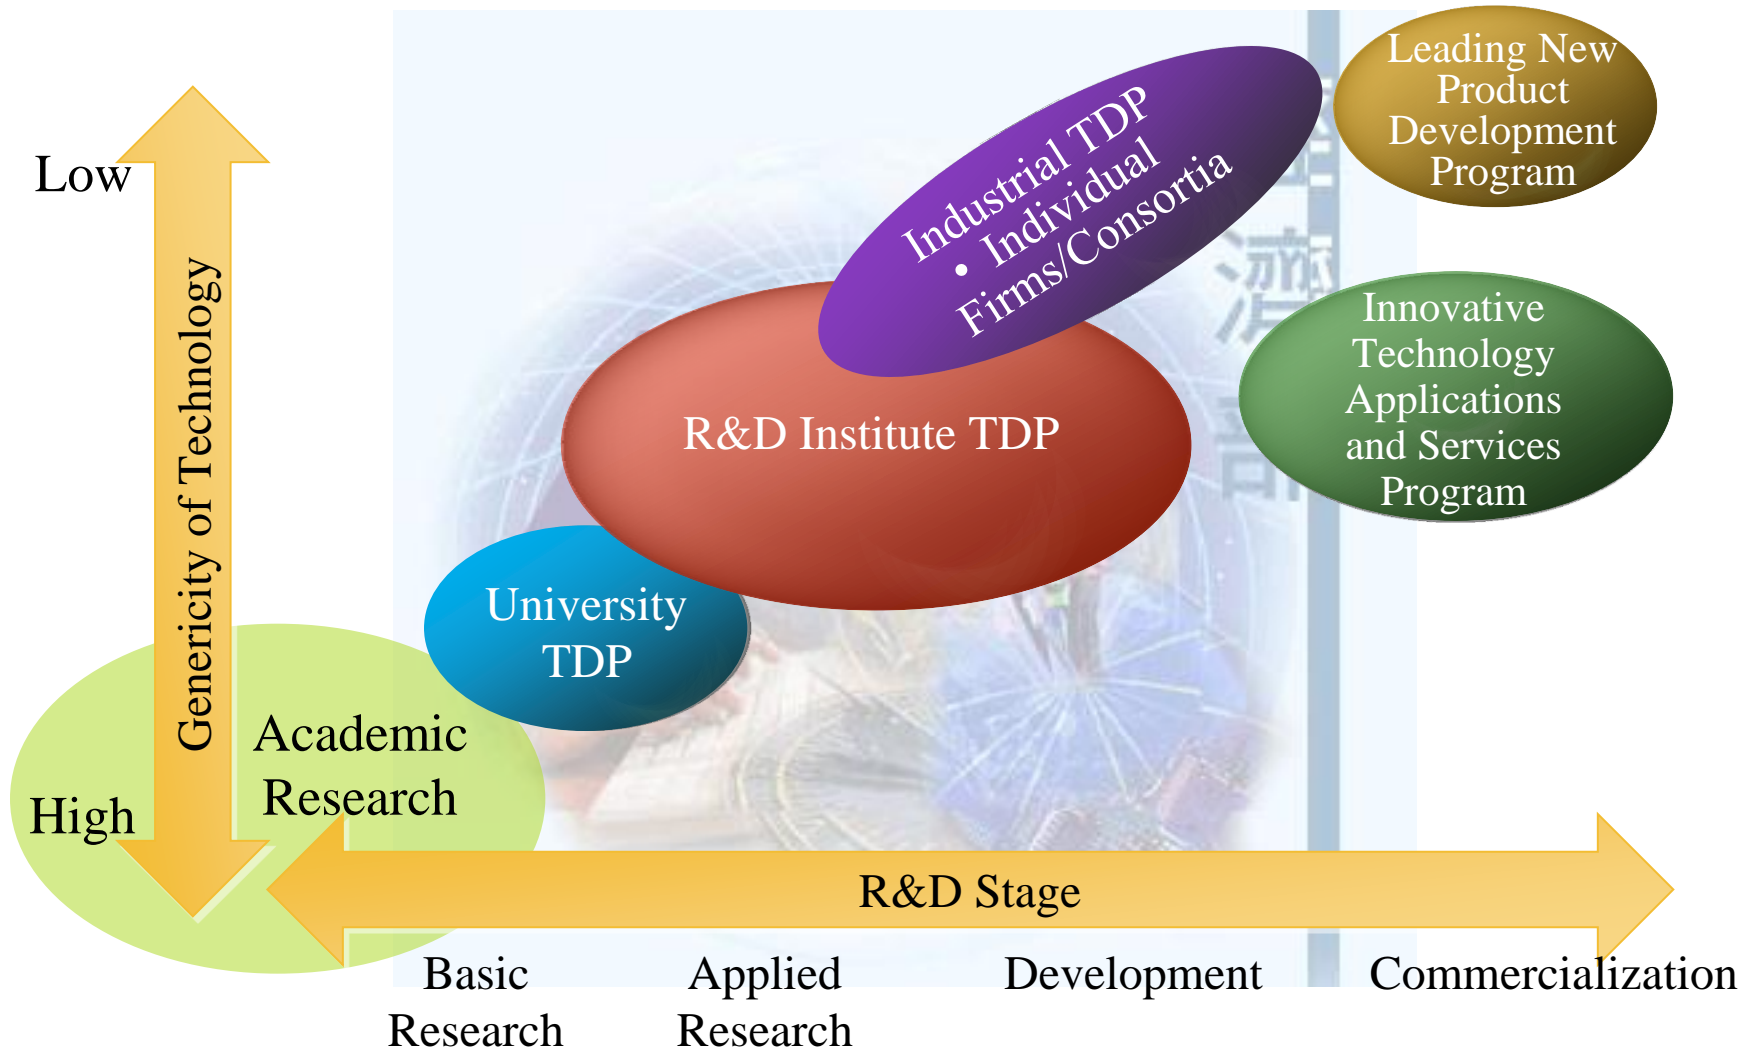 Leading New
Product
Development
Program
Industrial TDP
• Individual
Firms/Consortia
Low
Innovative
Technology
Applications
and Services
Program
R&D Institute TDP
Genericity of Technology
University
TDP
Academic
Research
High
R&D Stage
Basic
Research
Applied
Research
Development
Commercialization